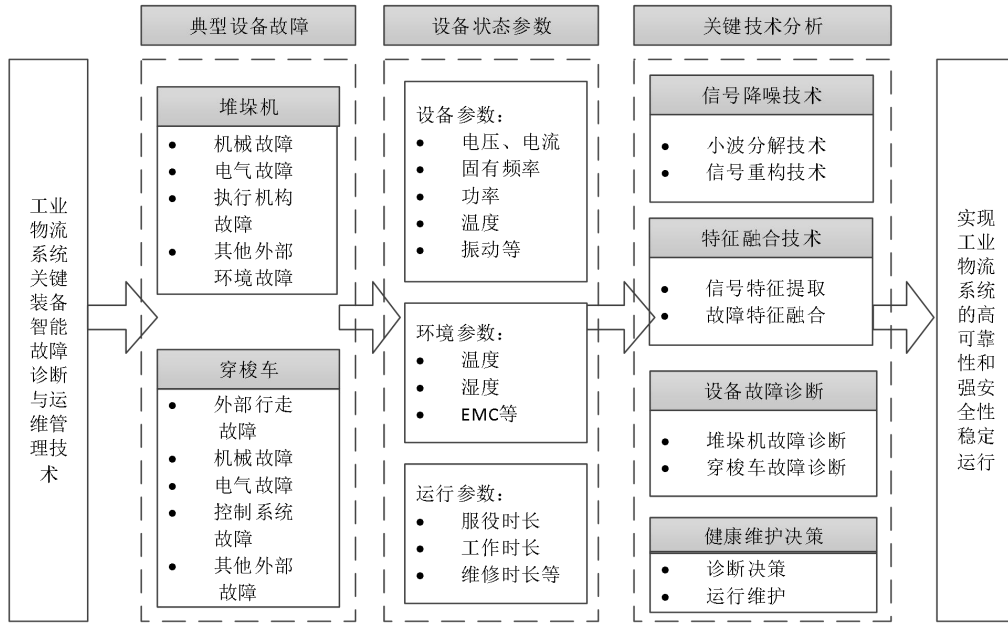 工业
物流
系统
关键
装备
智能
故障
诊断
与运
维管
理技
术
典型设备故障
堆垛机
• 机械故障
• 电气故障
• 执行机构
故障
• 其他外部
环境故障
穿梭车
• 外部行走
故障
• 机械故障
• 电气故障
• 控制系统
故障
• 其他外部
故障
设备状态参数
设备参数：
• 电压、电流
• 固有频率
• 功率
• 温度
• 振动等
环境参数：
• 温度
• 湿度
• EMC等
运行参数：
• 服役时长
• 工作时长
• 维修时长等
关键技术分析
信号降噪技术
• 小波分解技术
• 信号重构技术
特征融合技术
• 信号特征提取
• 故障特征融合
设备故障诊断
• 堆垛机故障诊断
• 穿梭车故障诊断
健康维护决策
• 诊断决策
• 运行维护
实现
工业
物流
系统
的高
可靠
性和
强安
全性
稳定
运行